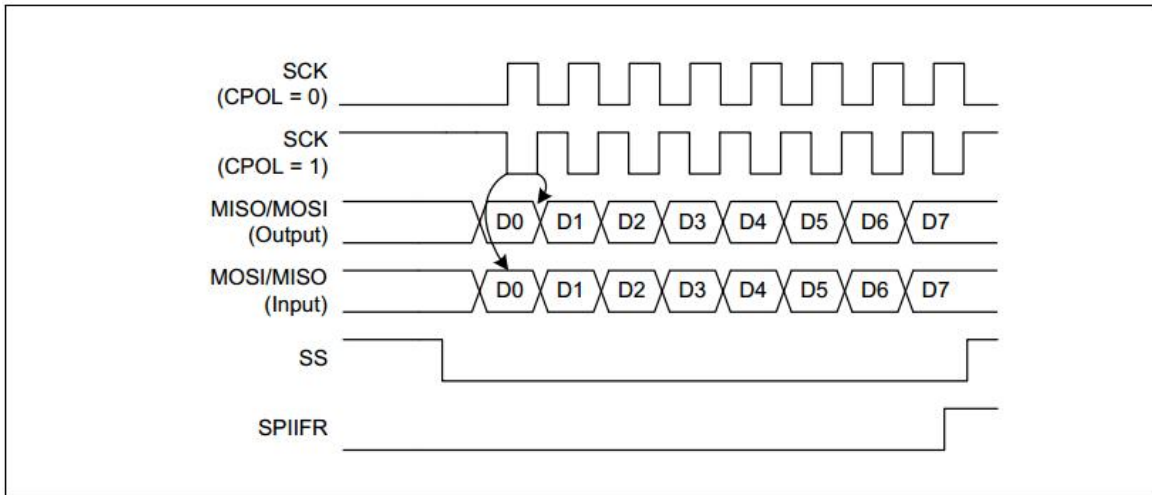 SCK
(CPOL = 0)
SCK
(CPOL = 1)
MISO/MOSI
(Output)
D0 D1 D2 D3 D4 D5 D6 D7
MOSI/MISO
(Input)
D0 D1 D2 D3 D4 D5 D6 D7
SS
SPIIFR